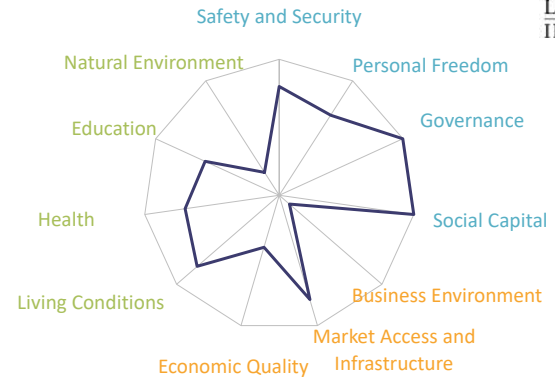 Safety and Security
Natural Environment
Personal Freedom
Education
Governance
Health
Social Capital
Business Environment
Living Conditions
Market Access and
Infrastructure
Economic Quality